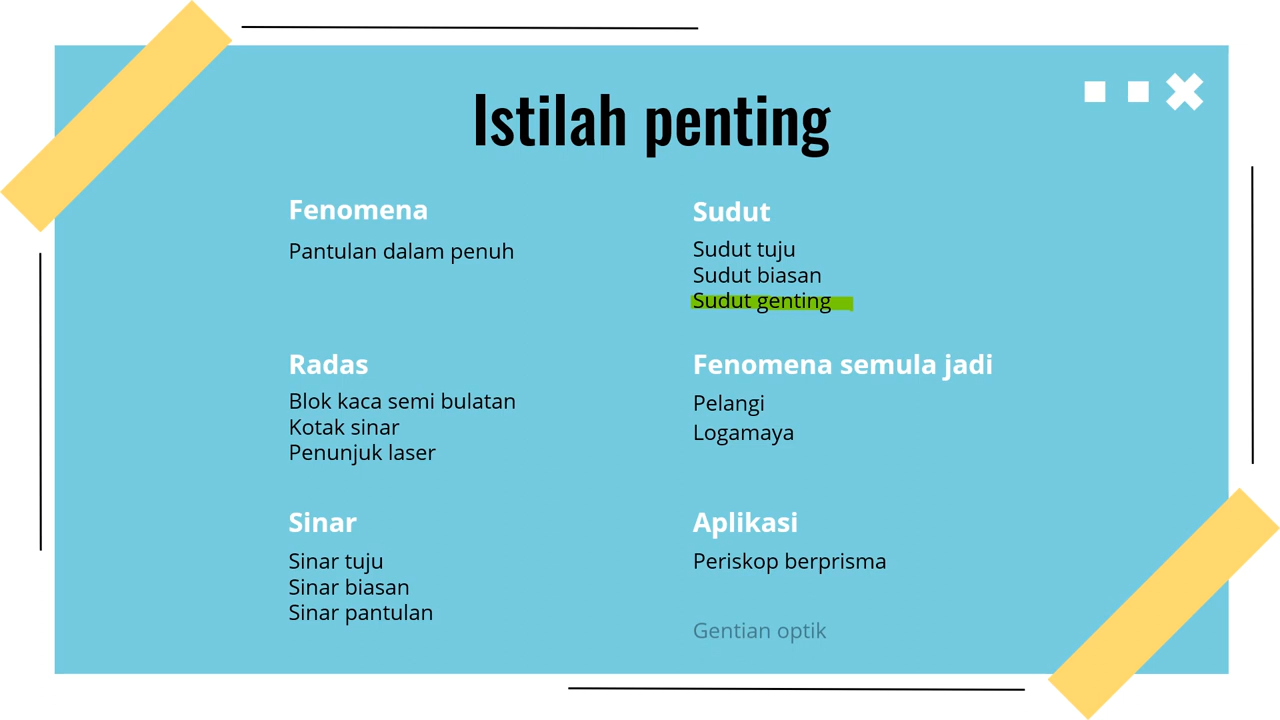 Istilah penting
Fenomena
Pantulan dalam penuh
Sudut
Sudut tuju
Sudut biasan
Sudut genting
Radas
Blok kaca semi bulatan
Kotak sinar
Penunjuk laser
Fenomena semula jadi
Pelangi
Logamaya
Sinar
Sinar tuju
Sinar biasan
Sinar pantulan
Aplikasi
Periskop berprisma
Gentian optik